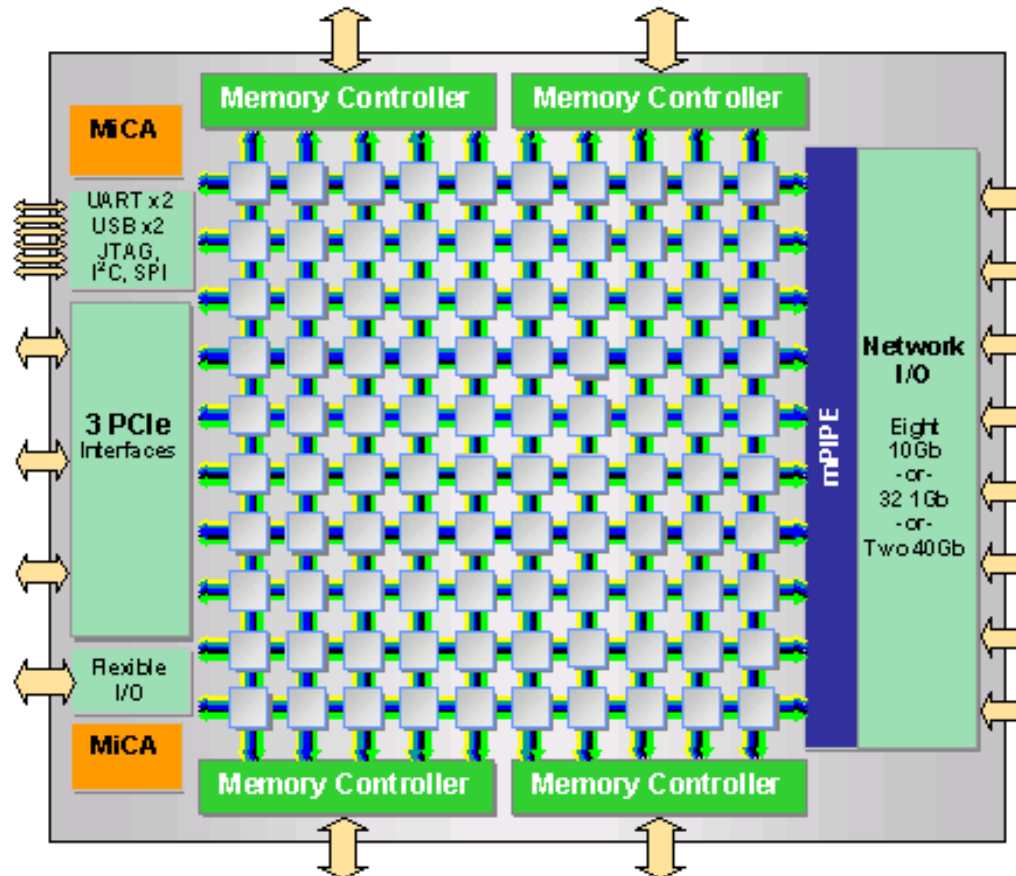 Memory Controller
Memory Controller
MiCA
UART x2
USB x2
JTAG,
I²C, SPI
3 PCIe
Interfaces
Flexible
I/O
MiCA
mPIPE
Network
I/O
Eight
10Gb
-or-
32 1Gb
-or-
Two 40Gb
Memory Controller
Memory Controller